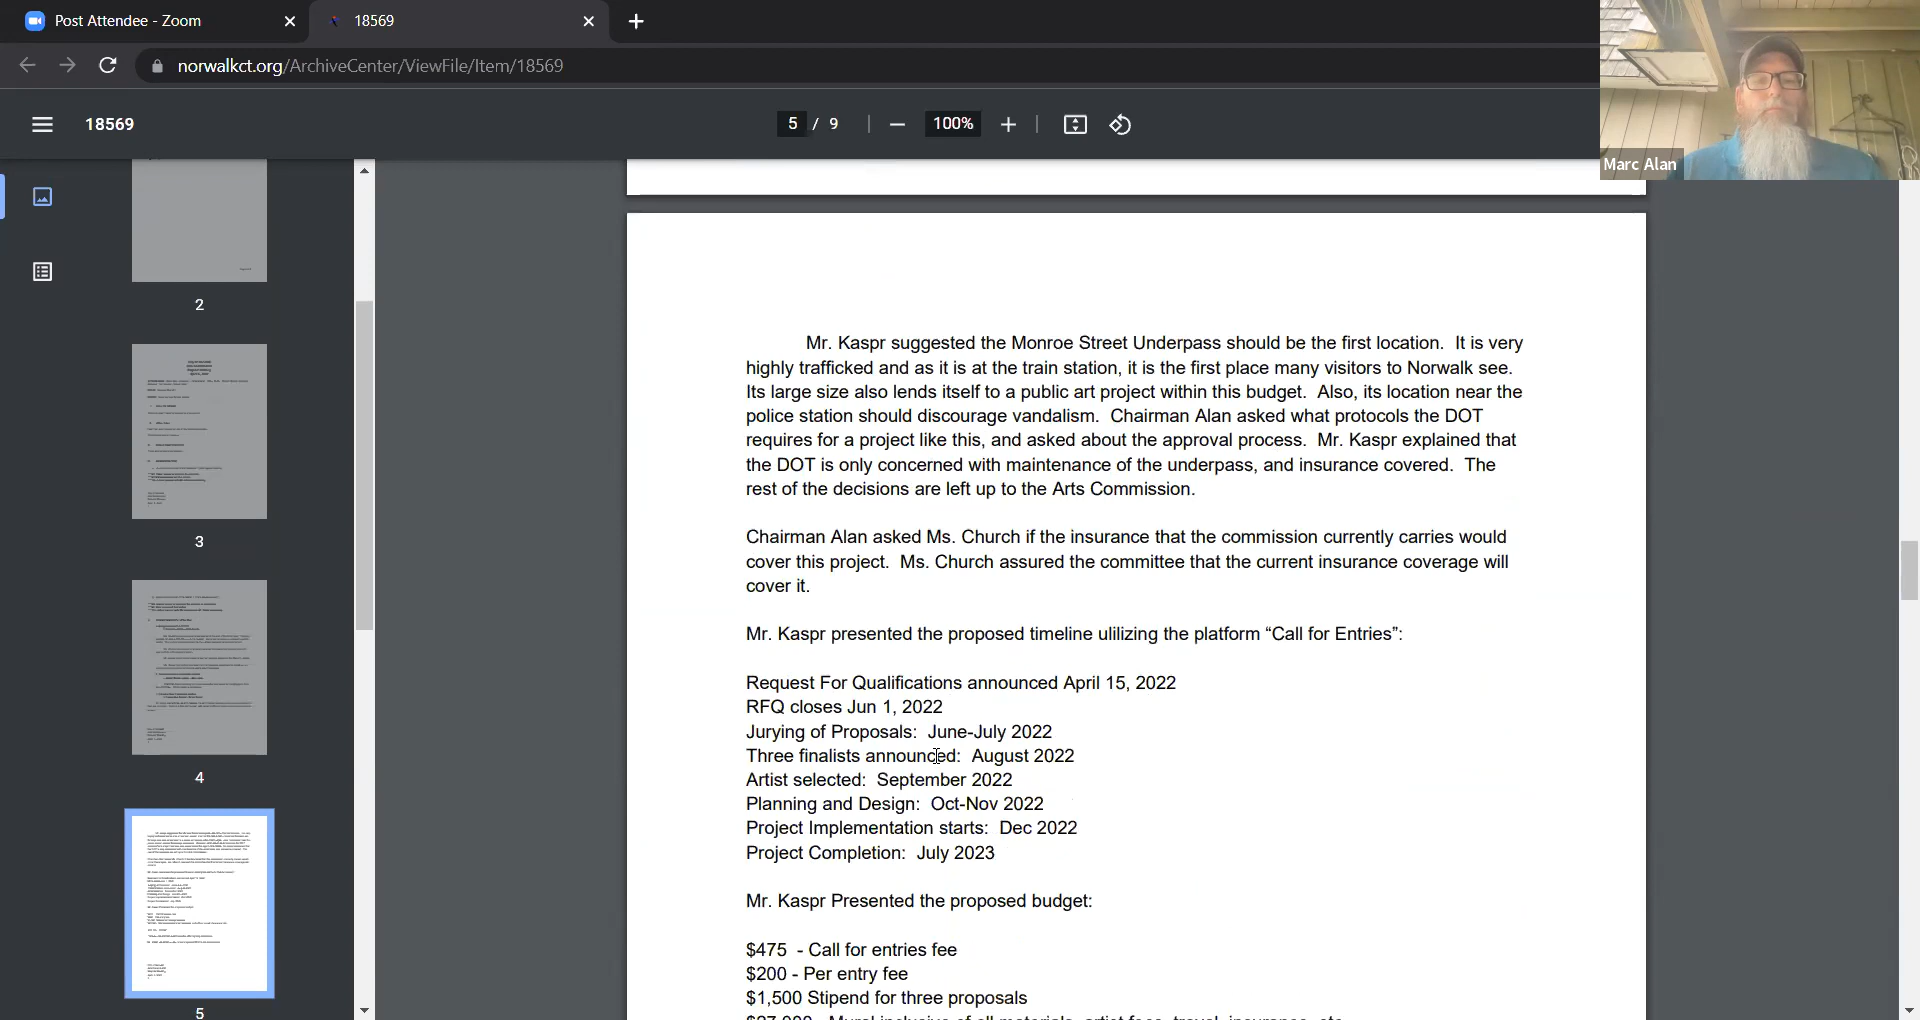 Post Attendee - Zoom
18569
norwalkct.org/ArchiveCenter/ViewFile/Item/18569
18569
5 / 9
100%
Marc Alan
2
3
4
5
Mr. Kaspr suggested the Monroe Street Underpass should be the first location. It is very
highly trafficked and as it is at the train station, it is the first place many visitors to Norwalk see.
Its large size also lends itself to a public art project within this budget. Also, its location near the
police station should discourage vandalism. Chairman Alan asked what protocols the DOT
requires for a project like this, and asked about the approval process. Mr. Kaspr explained that
the DOT is only concerned with maintenance of the underpass, and insurance covered. The
rest of the decisions are left up to the Arts Commission.
Chairman Alan asked Ms. Church if the insurance that the commission currently carries would
cover this project. Ms. Church assured the committee that the current insurance coverage will
cover it.
Mr. Kaspr presented the proposed timeline ulilizing the platform “Call for Entries”:
Request For Qualifications announced April 15, 2022
RFQ closes Jun 1, 2022
Jurying of Proposals: June-July 2022
Three finalists announced: August 2022
Artist selected: September 2022
Planning and Design: Oct-Nov 2022
Project Implementation starts: Dec 2022
Project Completion: July 2023
Mr. Kaspr Presented the proposed budget:
$475 - Call for entries fee
$200 - Per entry fee
$1,500 Stipend for three proposals